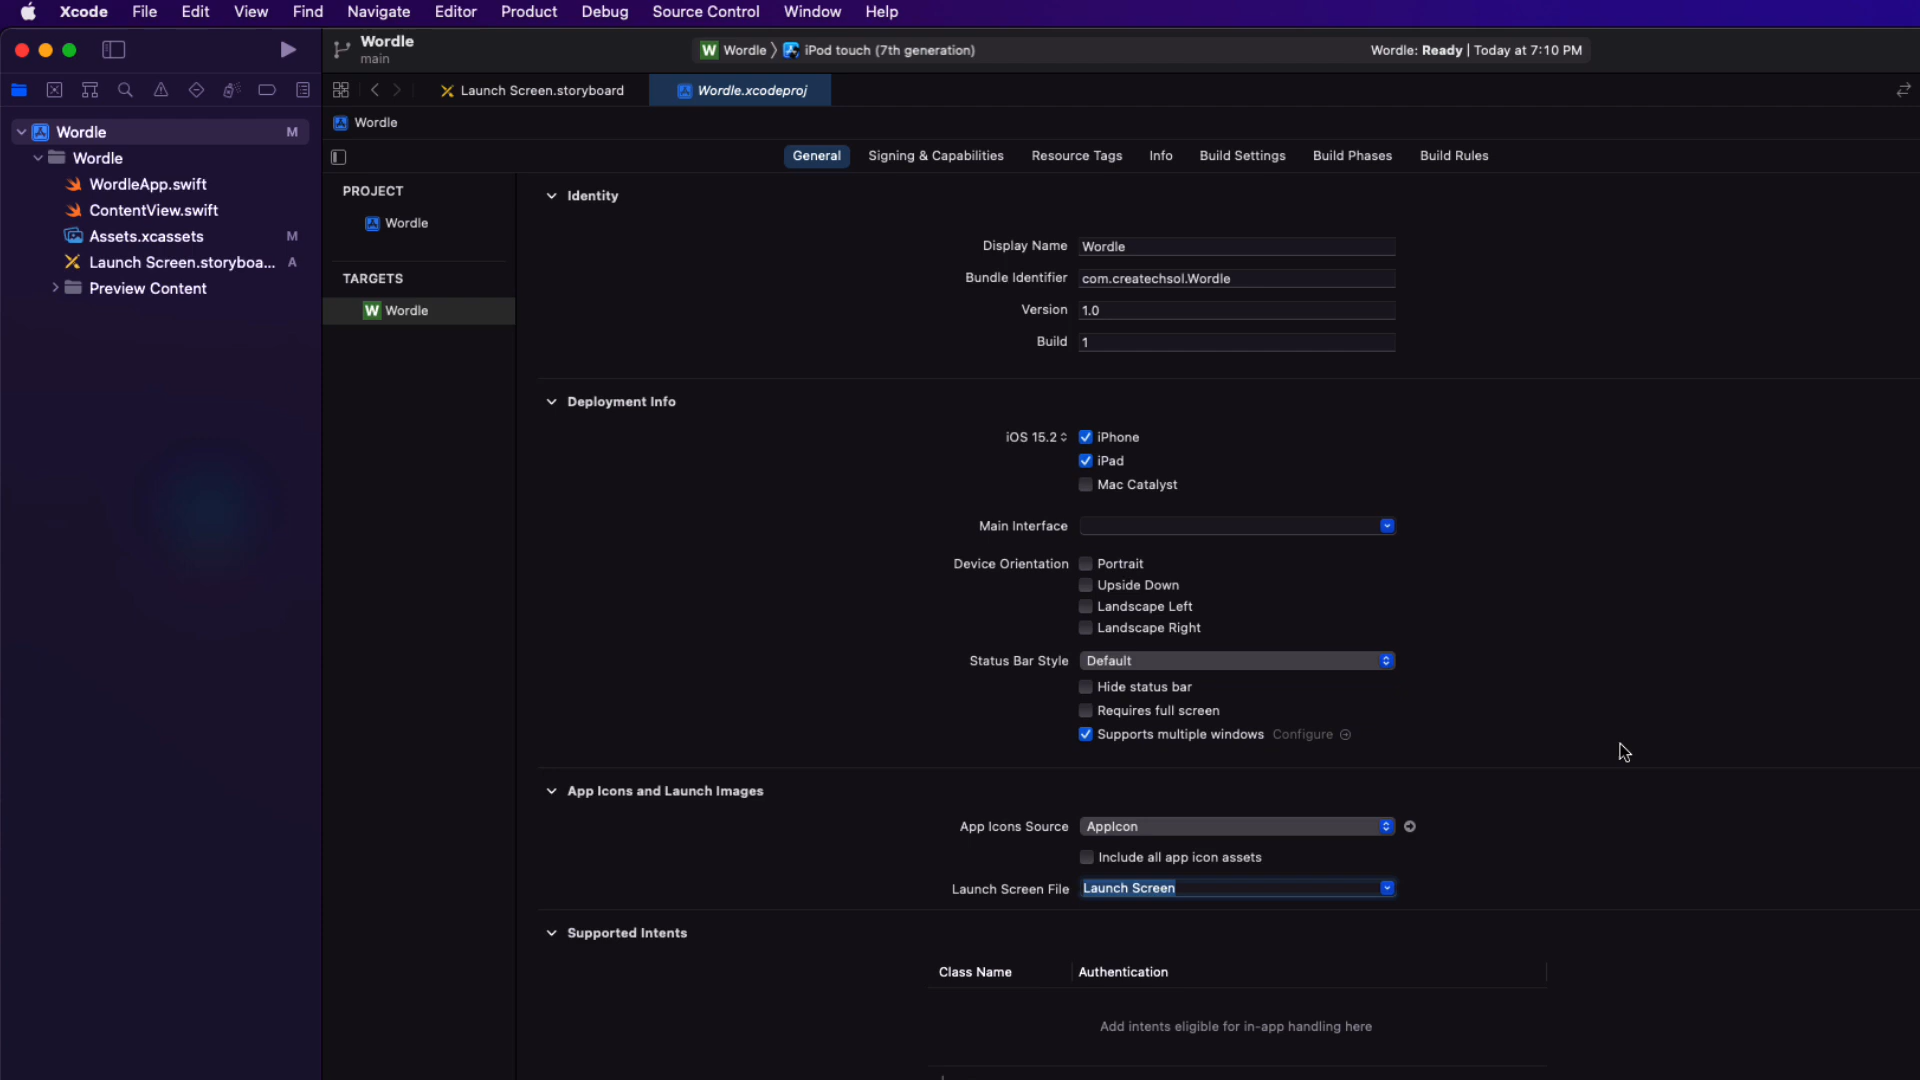 Xcode File Edit View Find Navigate Editor Product Debug Source Control Window Help
Wordle
main
W Wordle 〉 iPod touch (7th generation)
Wordle: Ready | Today at 7:10 PM
Launch Screen.storyboard
Wordle.xcodeproj
Wordle M
Wordle
WordleApp.swift
ContentView.swift
Assets.xcassets M
Launch Screen.storyboa... A
Preview Content
Wordle
General Signing & Capabilities Resource Tags Info Build Settings Build Phases Build Rules
PROJECT
Wordle
TARGETS
W Wordle
Identity
Display Name Wordle
Bundle Identifier com.createchsol.Wordle
Version 1.0
Build 1
Deployment Info
iOS 15.2 iPhone
iPad
Mac Catalyst
Main Interface
Device Orientation Portrait
Upside Down
Landscape Left
Landscape Right
Status Bar Style Default
Hide status bar
Requires full screen
Supports multiple windows Configure
App Icons and Launch Images
App Icons Source AppIcon
Include all app icon assets
Launch Screen File Launch Screen
Supported Intents
Class Name Authentication
Add intents eligible for in-app handling here